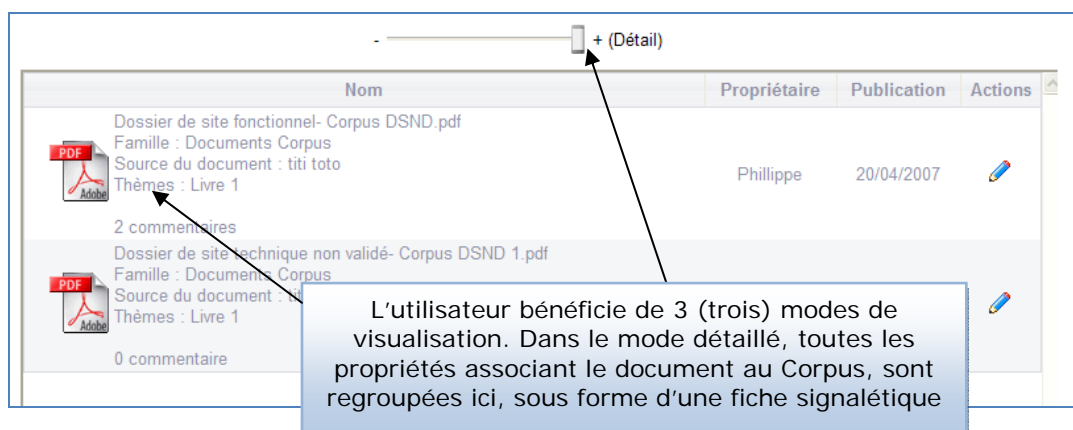 - + (Détail)
Nom Propriétaire Publication Actions
Dossier de site fonctionnel- Corpus DSND.pdf
Famille : Documents Corpus
PDF
Source du document : titi toto
Thèmes : Livre 1
Adobe
Phillippe 20/04/2007
2 commentaires
Dossier de site technique non validé- Corpus DSND 1.pdf
Famille : Documents Corpus
PDF
Source du document :
Thèmes : Livre 1
Adobe
0 commentaire
L'utilisateur bénéficie de 3 (trois) modes de
visualisation. Dans le mode détaillé, toutes les
propriétés associant le document au Corpus, sont
regroupées ici, sous forme d'une fiche signalétique